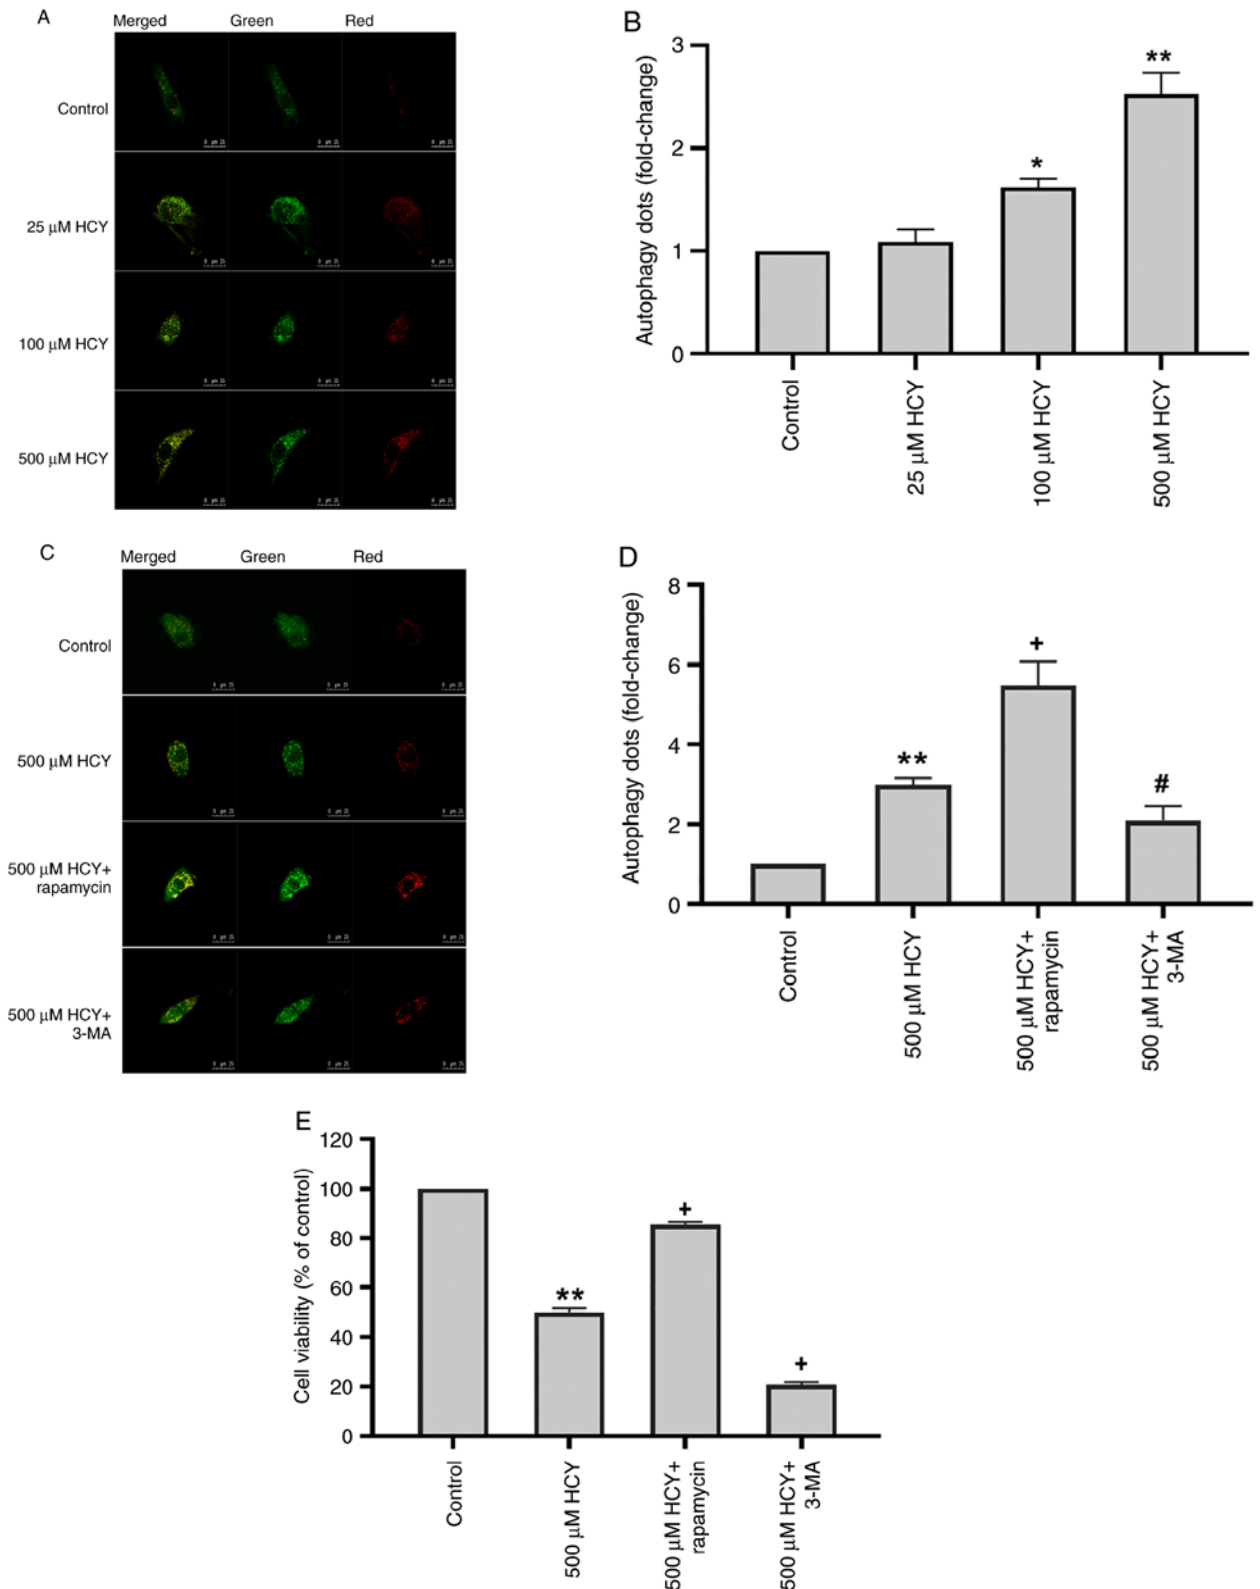 A
Merged Green Red
Control
25 μM HCY
100 μM HCY
500 μM HCY
B
Autophagy dots (fold-change)
3
2
1
0
*
**
Control
25 μM HCY
100 μM HCY
500 μM HCY
C
Merged Green Red
Control
500 μM HCY
500 μM HCY+
rapamycin
500 μM HCY+
3-MA
D
Autophagy dots (fold-change)
8
6
4
2
0
**
+
#
Control
500 μM HCY
500 μM HCY+
rapamycin
500 μM HCY+
3-MA
E
Cell viability (% of control)
120
100
80
60
40
20
0
**
+
+
Control
500 μM HCY
500 μM HCY+
rapamycin
500 μM HCY+
3-MA